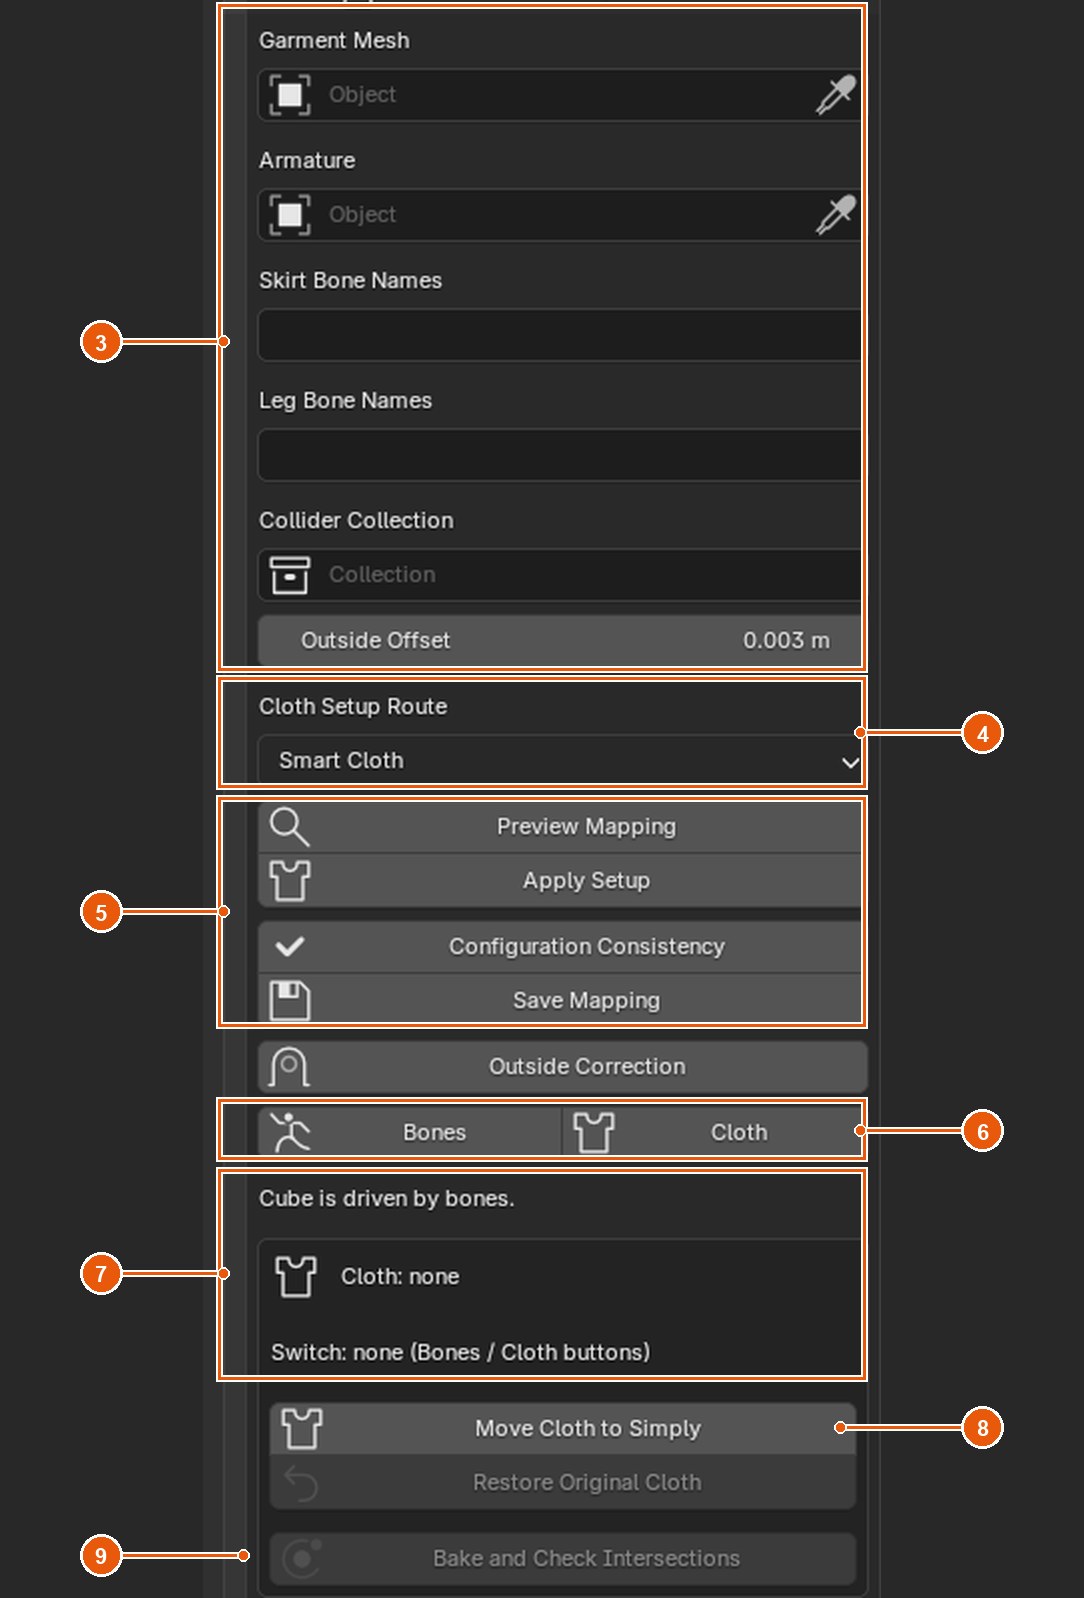 Garment Mesh
Object
Armature
Object
Skirt Bone Names
3
Leg Bone Names
Collider Collection
Collection
Outside Offset 0.003 m
Cloth Setup Route
4
Smart Cloth
Preview Mapping
Apply Setup
5
Configuration Consistency
Save Mapping
Outside Correction
Bones Cloth
6
Cube is driven by bones.
7
Cloth: none
Switch: none (Bones / Cloth buttons)
Move Cloth to Simply
8
Restore Original Cloth
9
Bake and Check Intersections